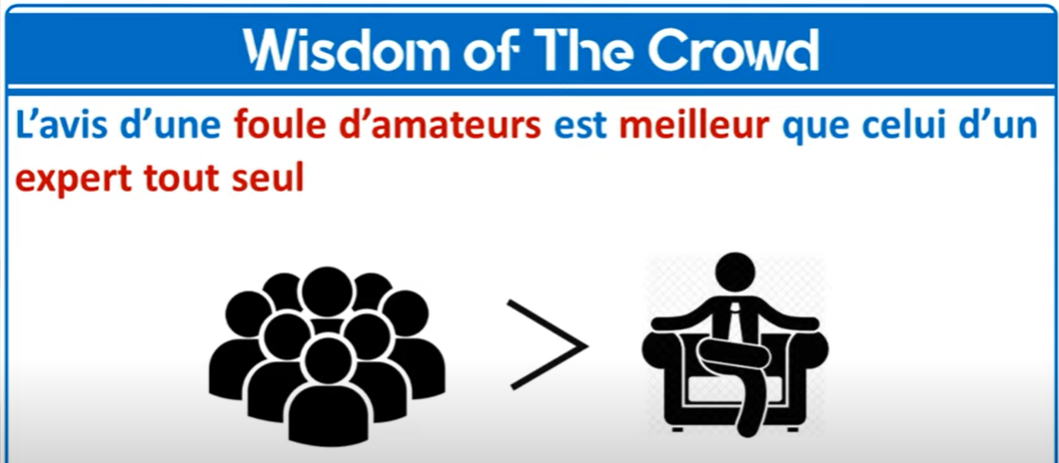 Wisdom of The Crowd
L’avis d’une foule d’amateurs est meilleur que celui d’un
expert tout seul
>